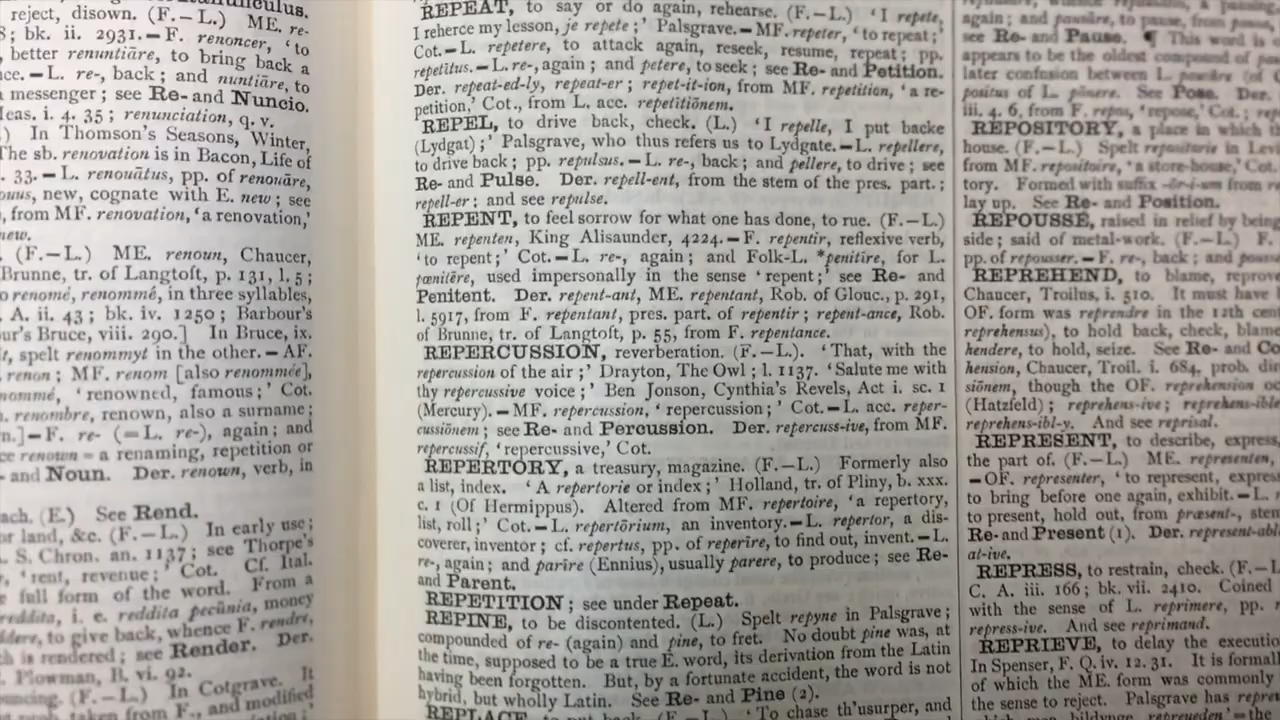 reject, disown. (F.–L.) ME. re-
; bk. ii. 2931.–F. renoncer, 'to
better renuntiāre, to bring back a
ce.–L. re-, back; and nuntiāre, to
messenger; see Re- and Nuncio.
eas. i. 4. 35; renunciation, q. v.
) In Thomson's Seasons, Winter,
The sb. renovation is in Bacon, Life of
. 33.–L. renouātus, pp. of renouāre,
new, cognate with E. new; see
, from MF. renovation, 'a renovation,'
new.
(F.–L.) ME. renoun, Chaucer,
Brunne, tr. of Langtoft, p. 131, l. 5;
renomé, renommé, in three syllables,
A. ii. 43; bk. iv. 1250; Barbour's
ur's Bruce, viii. 290.] In Bruce, ix.
, spelt renommyt in the other.–AF.
renon; MF. renom [also renommée],
nommé, 'renowned, famous;' Cot.
. renombre, renown, also a surname;
n.]–F. re- (=L. re-), again; and
ce renown = a renaming, repetition or
- and Noun. Der. renown, verb, in
ach. (E.) See Rend.
or land, &c. (F.–L.) In early use;
. S. Chron. an. 1137; see Thorpe's
, 'rent, revenue;' Cot. Cf. Ital.
full form of the word. From a
reddita, i. e. reddita pecūnia, money
dere, to give back, whence F. rendre,
h is rendered; see Render. Der.
. Plowman, B. vi. 92.
(F.–L.) In Cotgrave. It
taken from F., and modified
REPEAT, to say or do again, rehearse. (F.–L.) 'I repete,
I reherce my lesson, je repete;' Palsgrave.–MF. repeter, 'to repeat;'
Cot.–L. repetere, to attack again, reseek, resume, repeat; pp.
repetītus.–L. re-, again; and petere, to seek; see Re- and Petition.
Der. repeat-ed-ly, repeat-er; repet-it-ion, from MF. repetition, 'a re-
petition,' Cot., from L. acc. repetītiōnem.
REPEL, to drive back, check. (L.) 'I repelle, I put backe
(Lydgat);' Palsgrave, who thus refers us to Lydgate.–L. repellere,
to drive back; pp. repulsus.–L. re-, back; and pellere, to drive; see
Re- and Pulse. Der. repell-ent, from the stem of the pres. part.;
repell-er; and see repulse.
REPENT, to feel sorrow for what one has done, to rue. (F.–L.)
ME. repenten, King Alisaunder, 4224.–F. repentir, reflexive verb,
'to repent;' Cot.–L. re-, again; and Folk-L. *penitīre, for L.
pœnitēre, used impersonally in the sense 'repent;' see Re- and
Penitent. Der. repent-ant, ME. repentant, Rob. of Glouc., p. 291,
l. 5917, from F. repentant, pres. part. of repentir; repent-ance, Rob.
of Brunne, tr. of Langtoft, p. 55, from F. repentance.
REPERCUSSION, reverberation. (F.–L.). 'That, with the
repercussion of the air;' Drayton, The Owl; l. 1137. 'Salute me with
thy repercussive voice;' Ben Jonson, Cynthia's Revels, Act i. sc. 1
(Mercury).–MF. repercussion, 'repercussion;' Cot.–L. acc. reper-
cussiōnem; see Re- and Percussion. Der. repercuss-ive, from MF.
repercussif, 'repercussive,' Cot.
REPERTORY, a treasury, magazine. (F.–L.) Formerly also
a list, index. 'A repertorie or index;' Holland, tr. of Pliny, b. xxx.
c. 1 (Of Hermippus). Altered from MF. repertoire, 'a repertory,
list, roll;' Cot.–L. repertōrium, an inventory.–L. repertor, a dis-
coverer, inventor; cf. repertus, pp. of reperīre, to find out, invent.–L.
re-, again; and parīre (Ennius), usually parere, to produce; see Re-
and Parent.
REPETITION; see under Repeat.
REPINE, to be discontented. (L.) Spelt repyne in Palsgrave;
compounded of re- (again) and pine, to fret. No doubt pine was, at
the time, supposed to be a true E. word, its derivation from the Latin
having been forgotten. But, by a fortunate accident, the word is not
hybrid, but wholly Latin. See Re- and Pine (2).
REPLACE, to put back. (F.) 'To chase th'usurper, and
again; and pausāre, to pause, from
see Re- and Pause. ¶ This word is
appears to be the oldest compound of
later confusion between L. pausāre
positus of L. pōnere. See Pose. Der.
iii. 4. 6, from F. repos, 'repose,' Cot.;
REPOSITORY, a place in which
house. (F.–L.) Spelt repositorie in
from MF. repositoire, 'a store-house,' Cot.
tory. Formed with suffix -ōr-i-um from
lay up. See Re- and Position.
REPOUSSE, raised in relief by being
side; said of metal-work. (F.–L.) F.
pp. of repousser.–F. re-, back; and
REPREHEND, to blame, reprove
Chaucer, Troilus, i. 510. It must have
OF. form was reprendre in the 12th
reprehensus), to hold back, check, blame
hendere, to hold, seize. See Re- and
hension, Chaucer, Troil. i. 684, prob.
siōnem, though the OF. reprehension
(Hatzfeld); reprehens-ive; reprehens-ible
reprehens-ibl-y. And see reprisal.
REPRESENT, to describe, express,
the part of. (F.–L.) ME. representen,
–OF. representer, 'to represent, express
to bring before one again, exhibit.–L.
to present, hold out, from præsent-, stem
Re- and Present (1). Der. represent-abl
at-ive.
REPRESS, to restrain, check. (F.–L
C. A. iii. 166; bk. vii. 2410. Coined
with the sense of L. reprimere, pp.
repress-ive. And see reprimand.
REPRIEVE, to delay the executio
In Spenser, F. Q. iv. 12. 31. It is formall
of which the ME. form was commonly
sense to reject. Palsgrave has